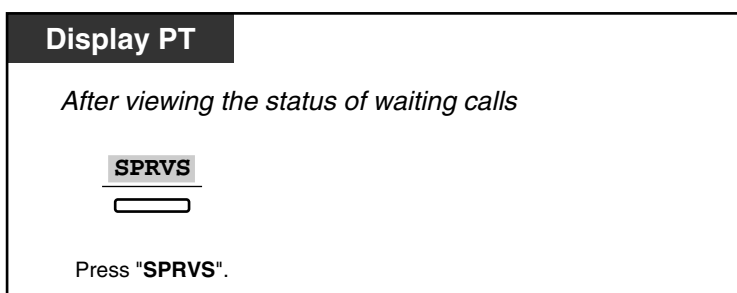 Display PT
After viewing the status of waiting calls
SPRVS
Press "SPRVS".